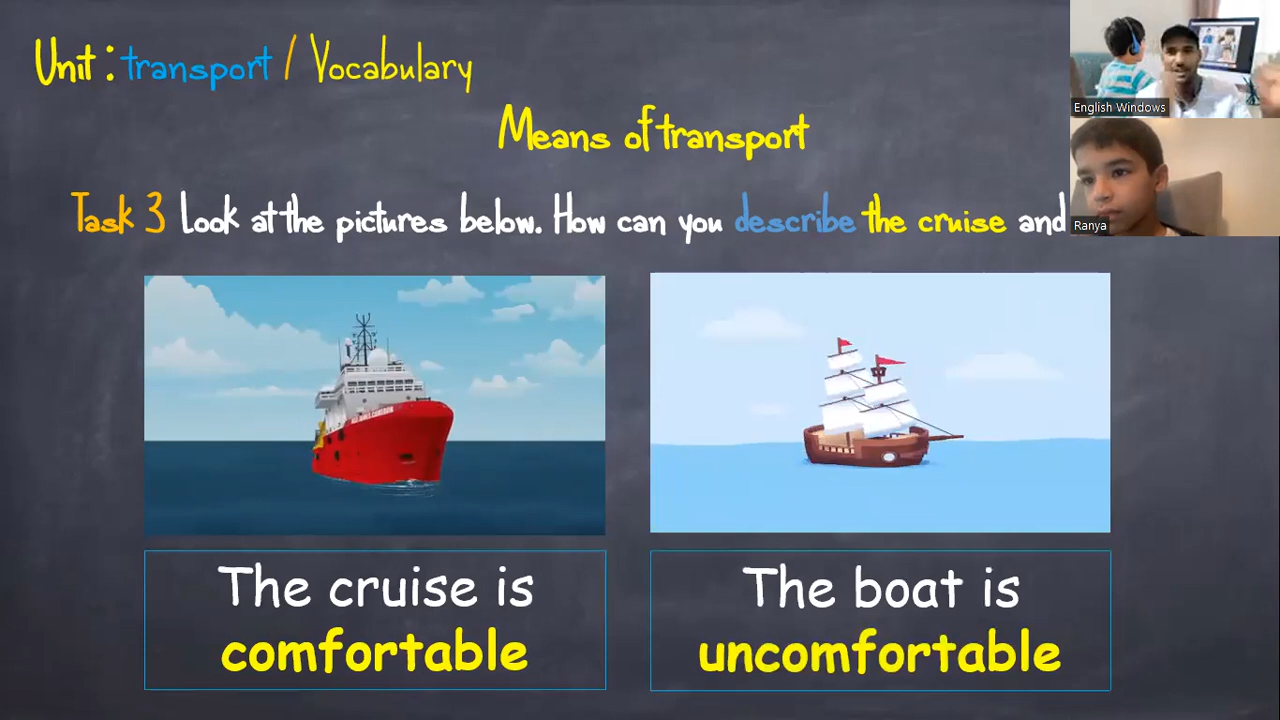 Unit : transport / Vocabulary
Means of transport
Task 3 Look at the pictures below. How can you describe the cruise and
The cruise is
comfortable
The boat is
uncomfortable
English Windows
Ranya